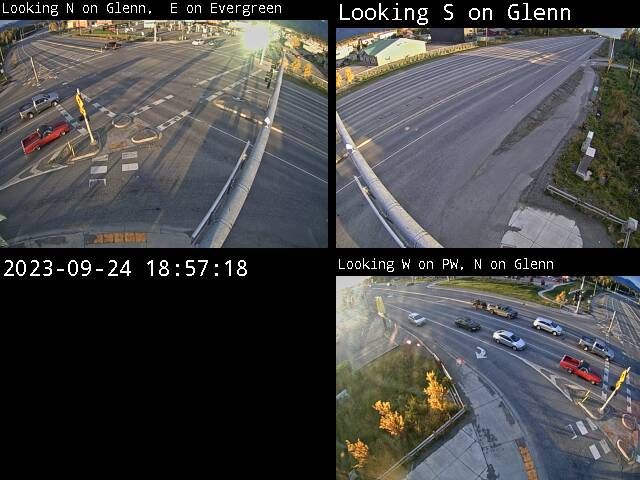 Looking N on Glenn,  E on Evergreen
Looking S on Glenn
2023-09-24 18:57:18
Looking W on PW, N on Glenn